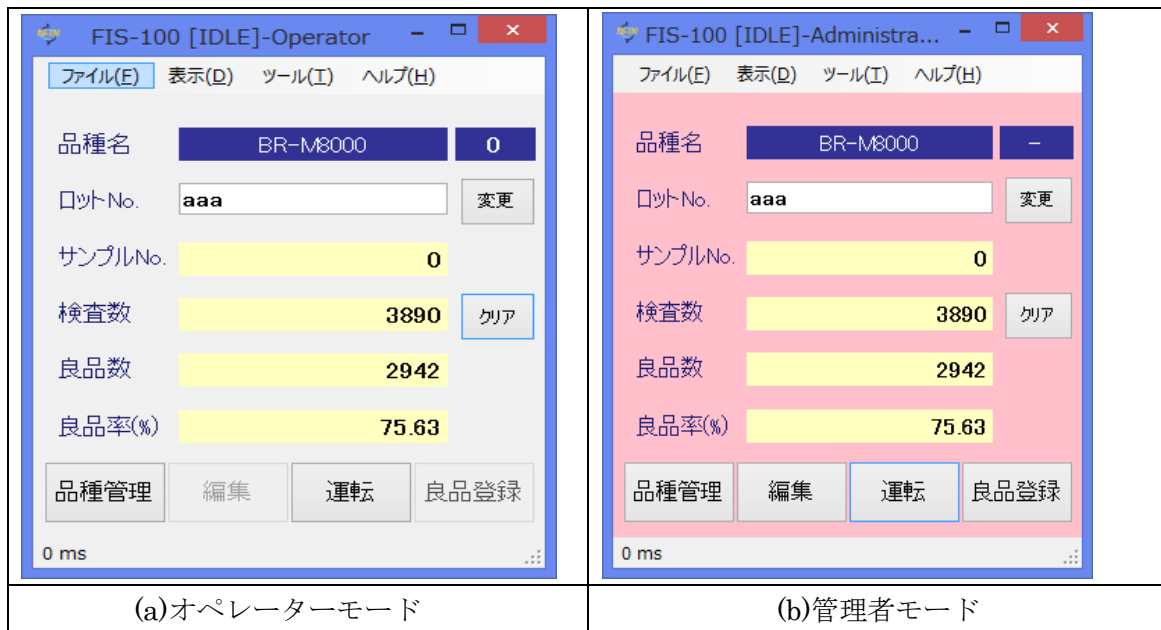 FIS-100 [IDLE]-Operator
ファイル(F) 表示(D) ツール(T) ヘルプ(H)
品種名 BR-M8000 0
ロットNo. aaa 変更
サンプルNo. 0
検査数 3890 クリア
良品数 2942
良品率(%) 75.63
品種管理 編集 運転 良品登録
0 ms
(a)オペレーターモード
FIS-100 [IDLE]-Administra...
ファイル(F) 表示(D) ツール(T) ヘルプ(H)
品種名 BR-M8000 -
ロットNo. aaa 変更
サンプルNo. 0
検査数 3890 クリア
良品数 2942
良品率(%) 75.63
品種管理 編集 運転 良品登録
0 ms
(b)管理者モード